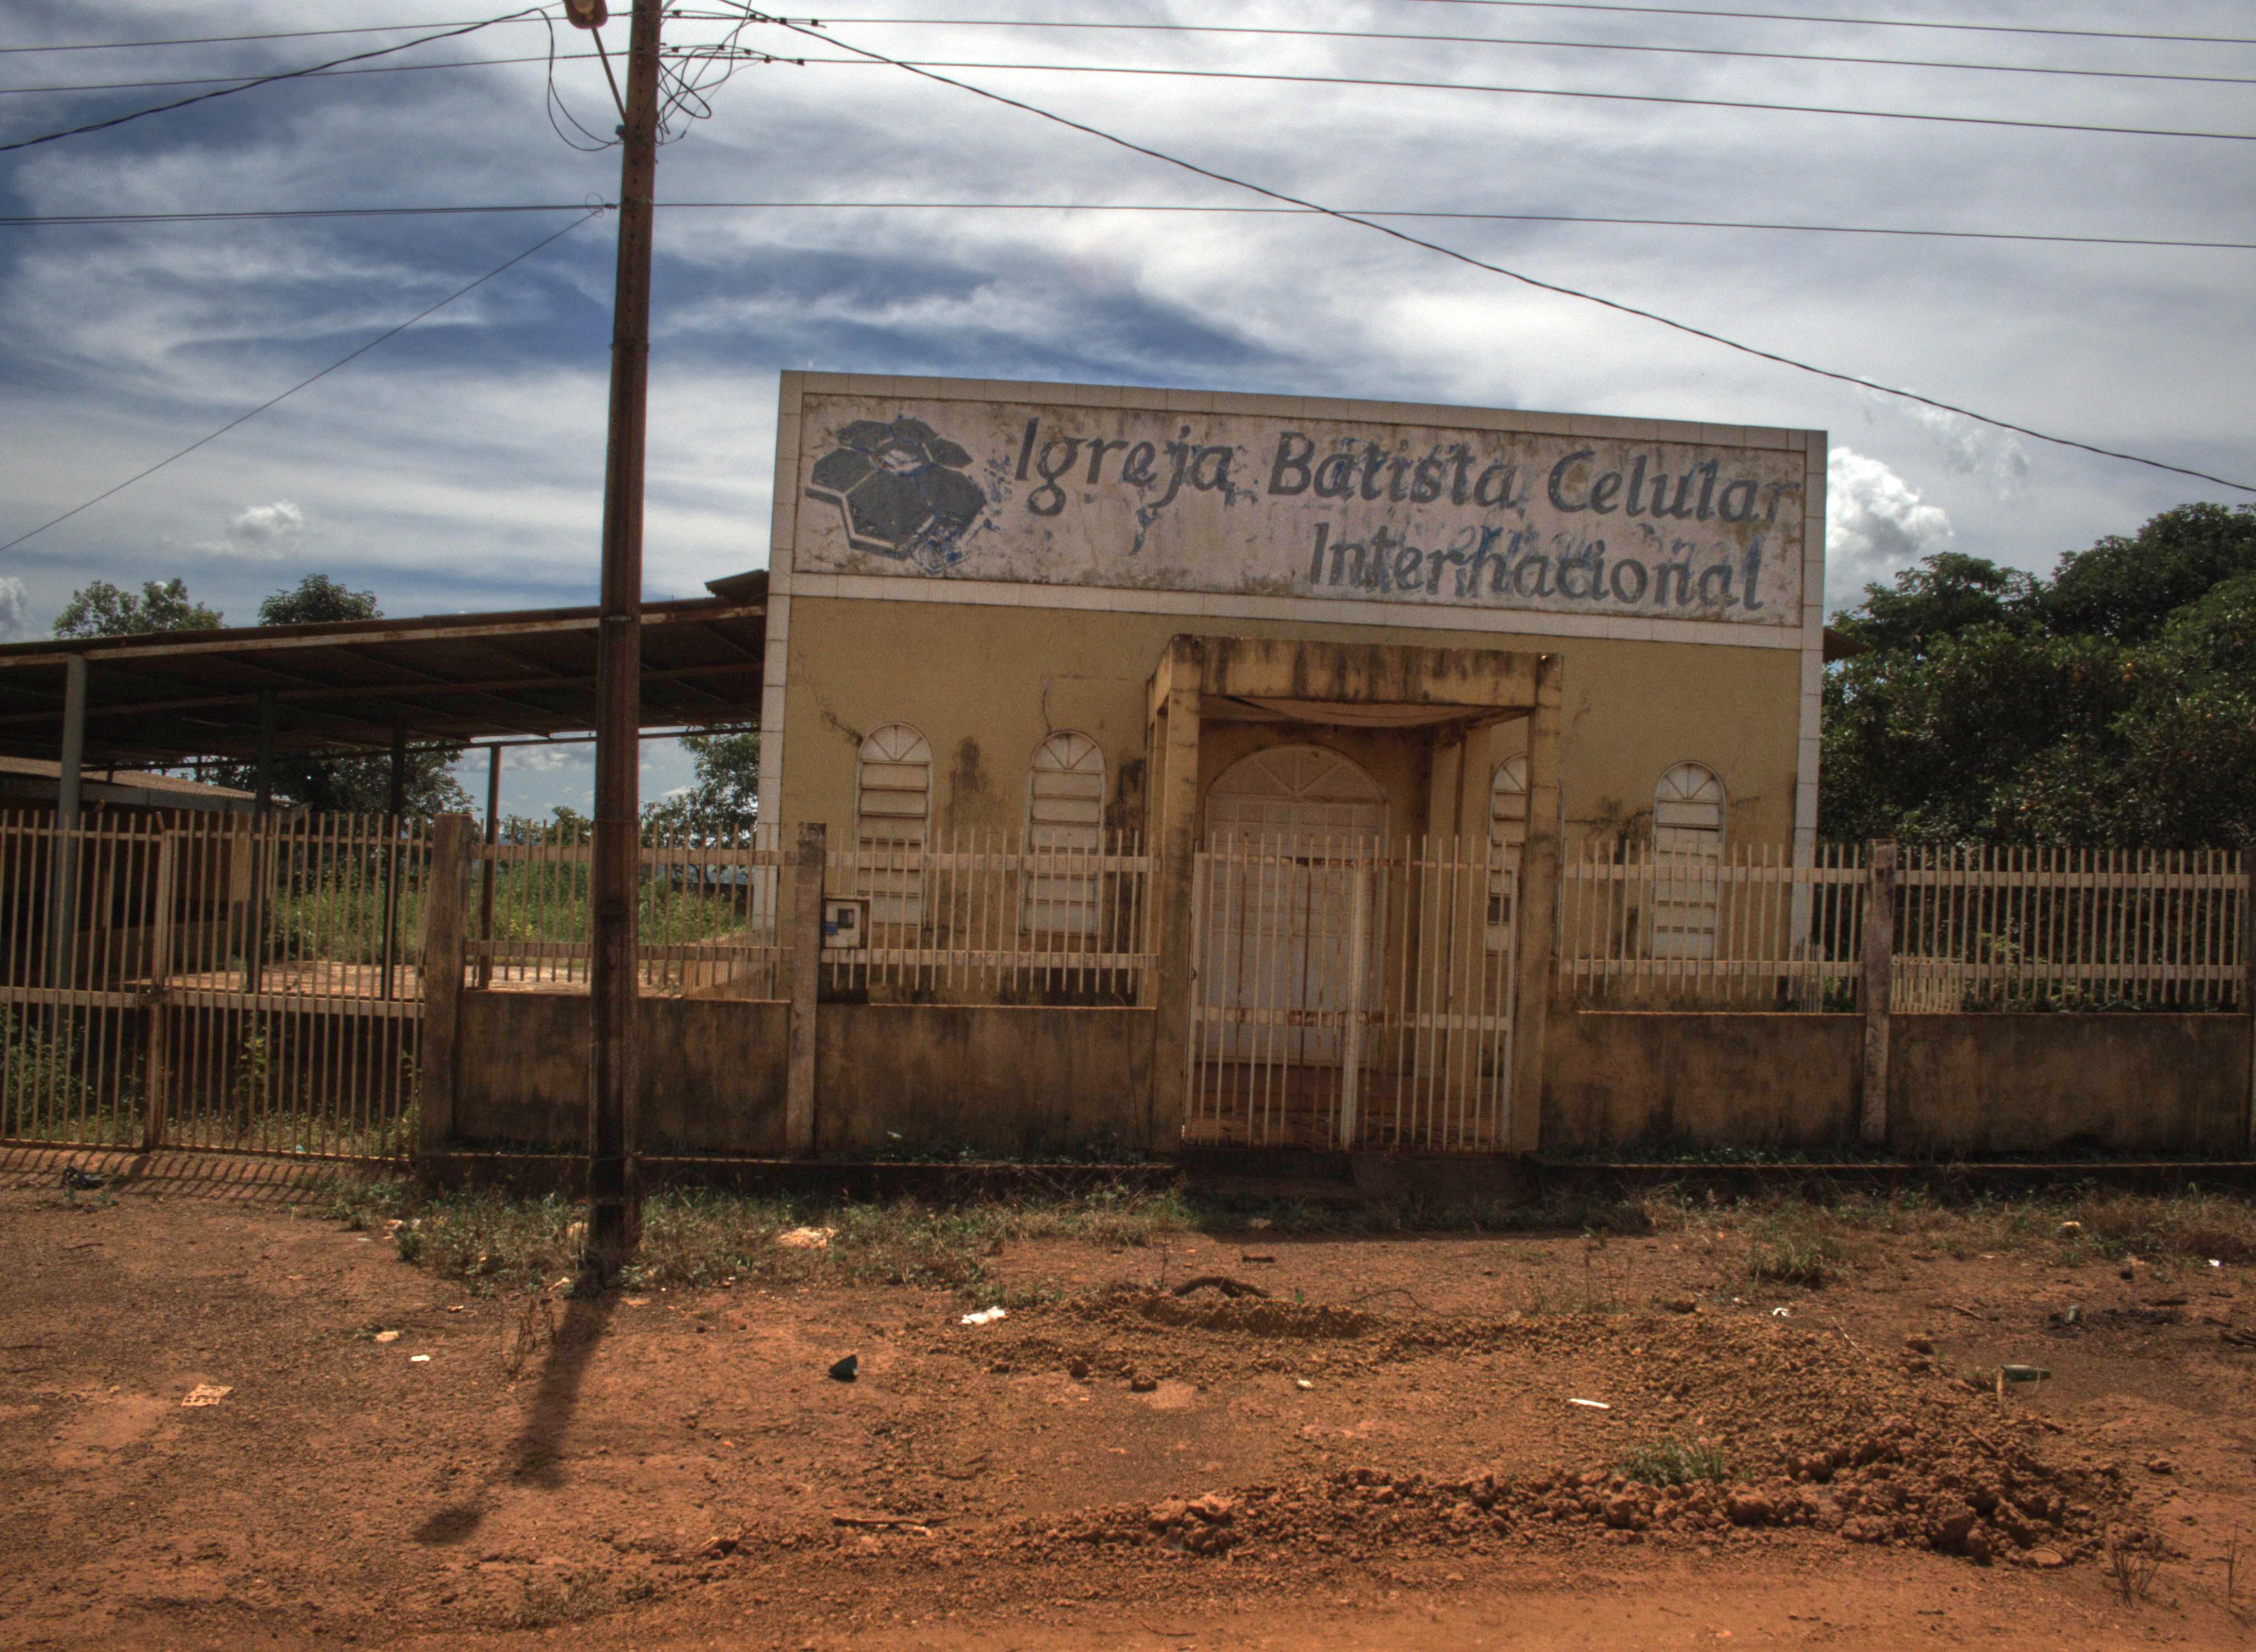 Igreja Batista Celular
Internacional